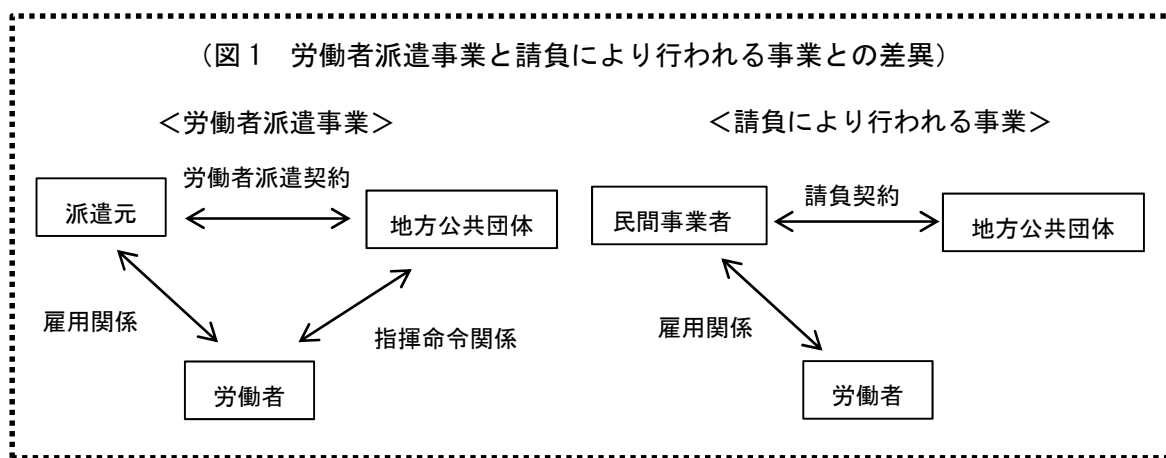 （図１　労働者派遣事業と請負により行われる事業との差異）
＜労働者派遣事業＞
労働者派遣契約
派遣元
地方公共団体
雇用関係
指揮命令関係
労働者
＜請負により行われる事業＞
請負契約
民間事業者
地方公共団体
雇用関係
労働者